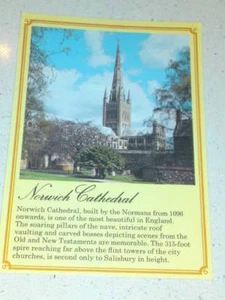 Norwich Cathedral
Norwich Cathedral, built by the Normans from 1096
onwards, is one of the most beautiful in England.
The soaring pillars of the nave, intricate roof
vaulting and carved bosses depicting scenes from the
Old and New Testaments are memorable. The 315-foot
spire reaching far above the flint towers of the city
churches, is second only to Salisbury in height.